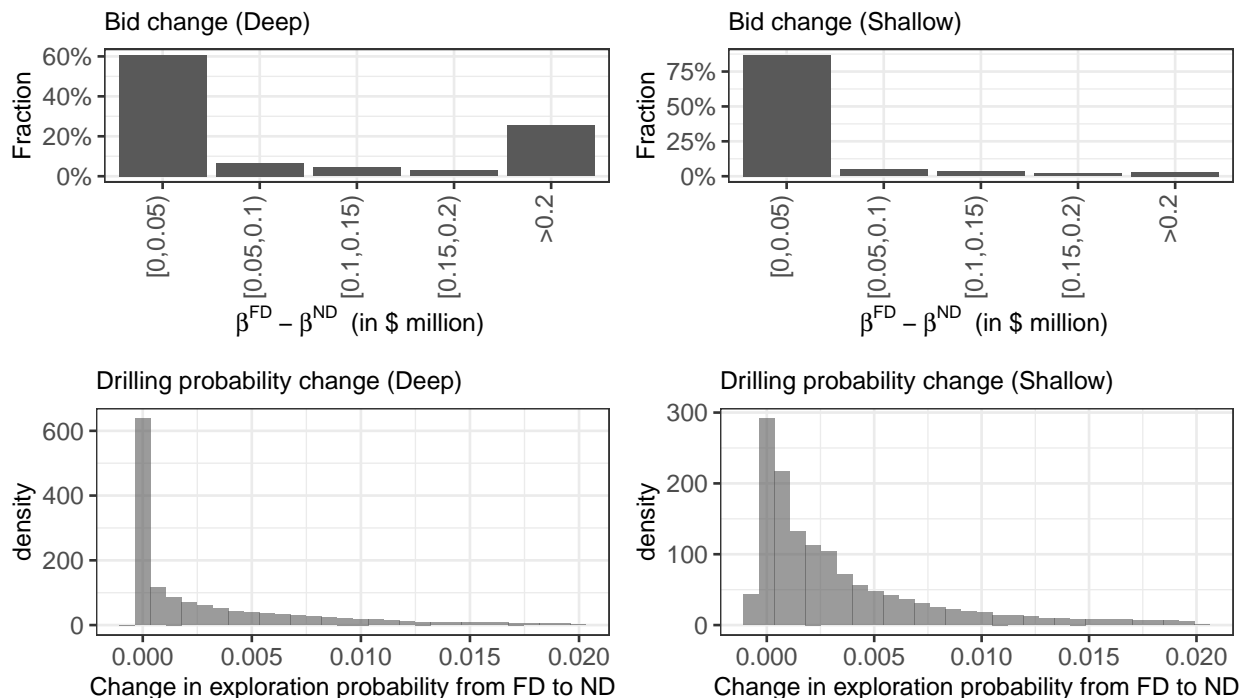 Bid change (Deep)
60%
40%
20%
0%
Fraction
[0,0.05)
[0.05,0.1)
[0.1,0.15)
[0.15,0.2)
>0.2
β^FD − β^ND (in $ million)
Bid change (Shallow)
75%
50%
25%
0%
Fraction
[0,0.05)
[0.05,0.1)
[0.1,0.15)
[0.15,0.2)
>0.2
β^FD − β^ND (in $ million)
Drilling probability change (Deep)
600
400
200
0
density
0.000 0.005 0.010 0.015 0.020
Change in exploration probability from FD to ND
Drilling probability change (Shallow)
300
200
100
0
density
0.000 0.005 0.010 0.015 0.020
Change in exploration probability from FD to ND